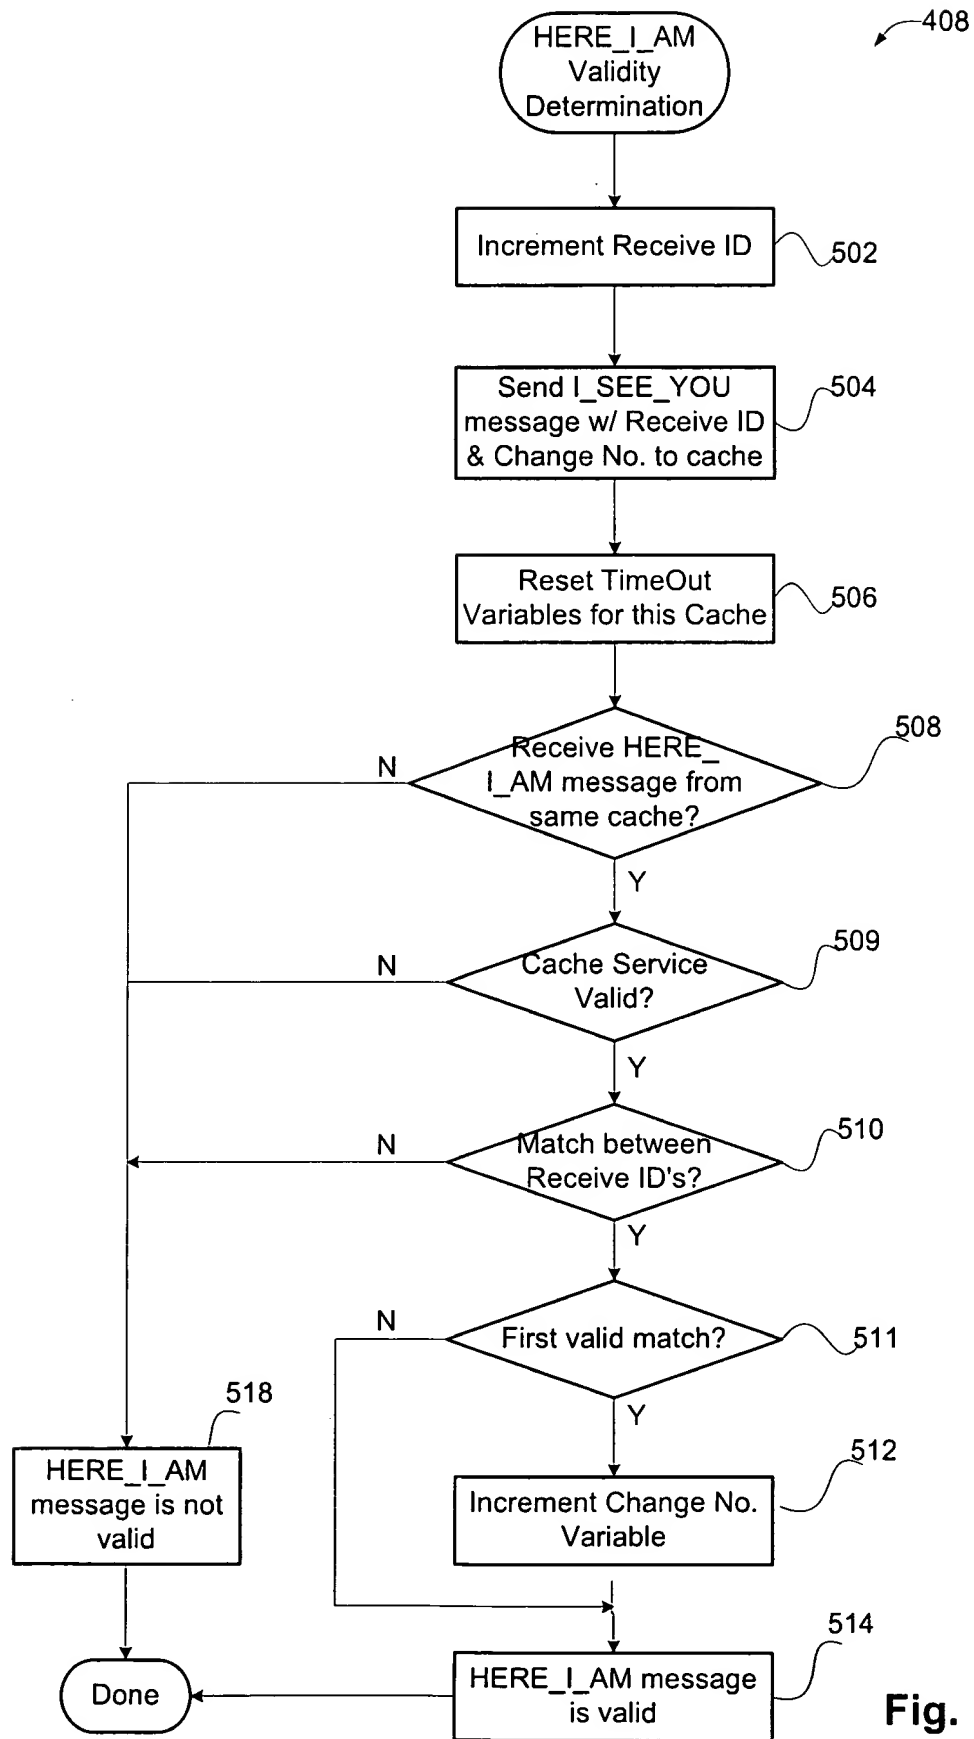 HERE_I_AM
Validity
Determination
408
Increment Receive ID
502
Send I_SEE_YOU
message w/ Receive ID
& Change No. to cache
504
Reset TimeOut
Variables for this Cache
506
Receive HERE_
I_AM message from
same cache?
508
N
Y
Cache Service
Valid?
509
N
Y
Match between
Receive ID's?
510
N
Y
First valid match?
511
N
Y
518
HERE_I_AM
message is not
valid
Increment Change No.
Variable
512
HERE_I_AM message
is valid
514
Done
Fig.